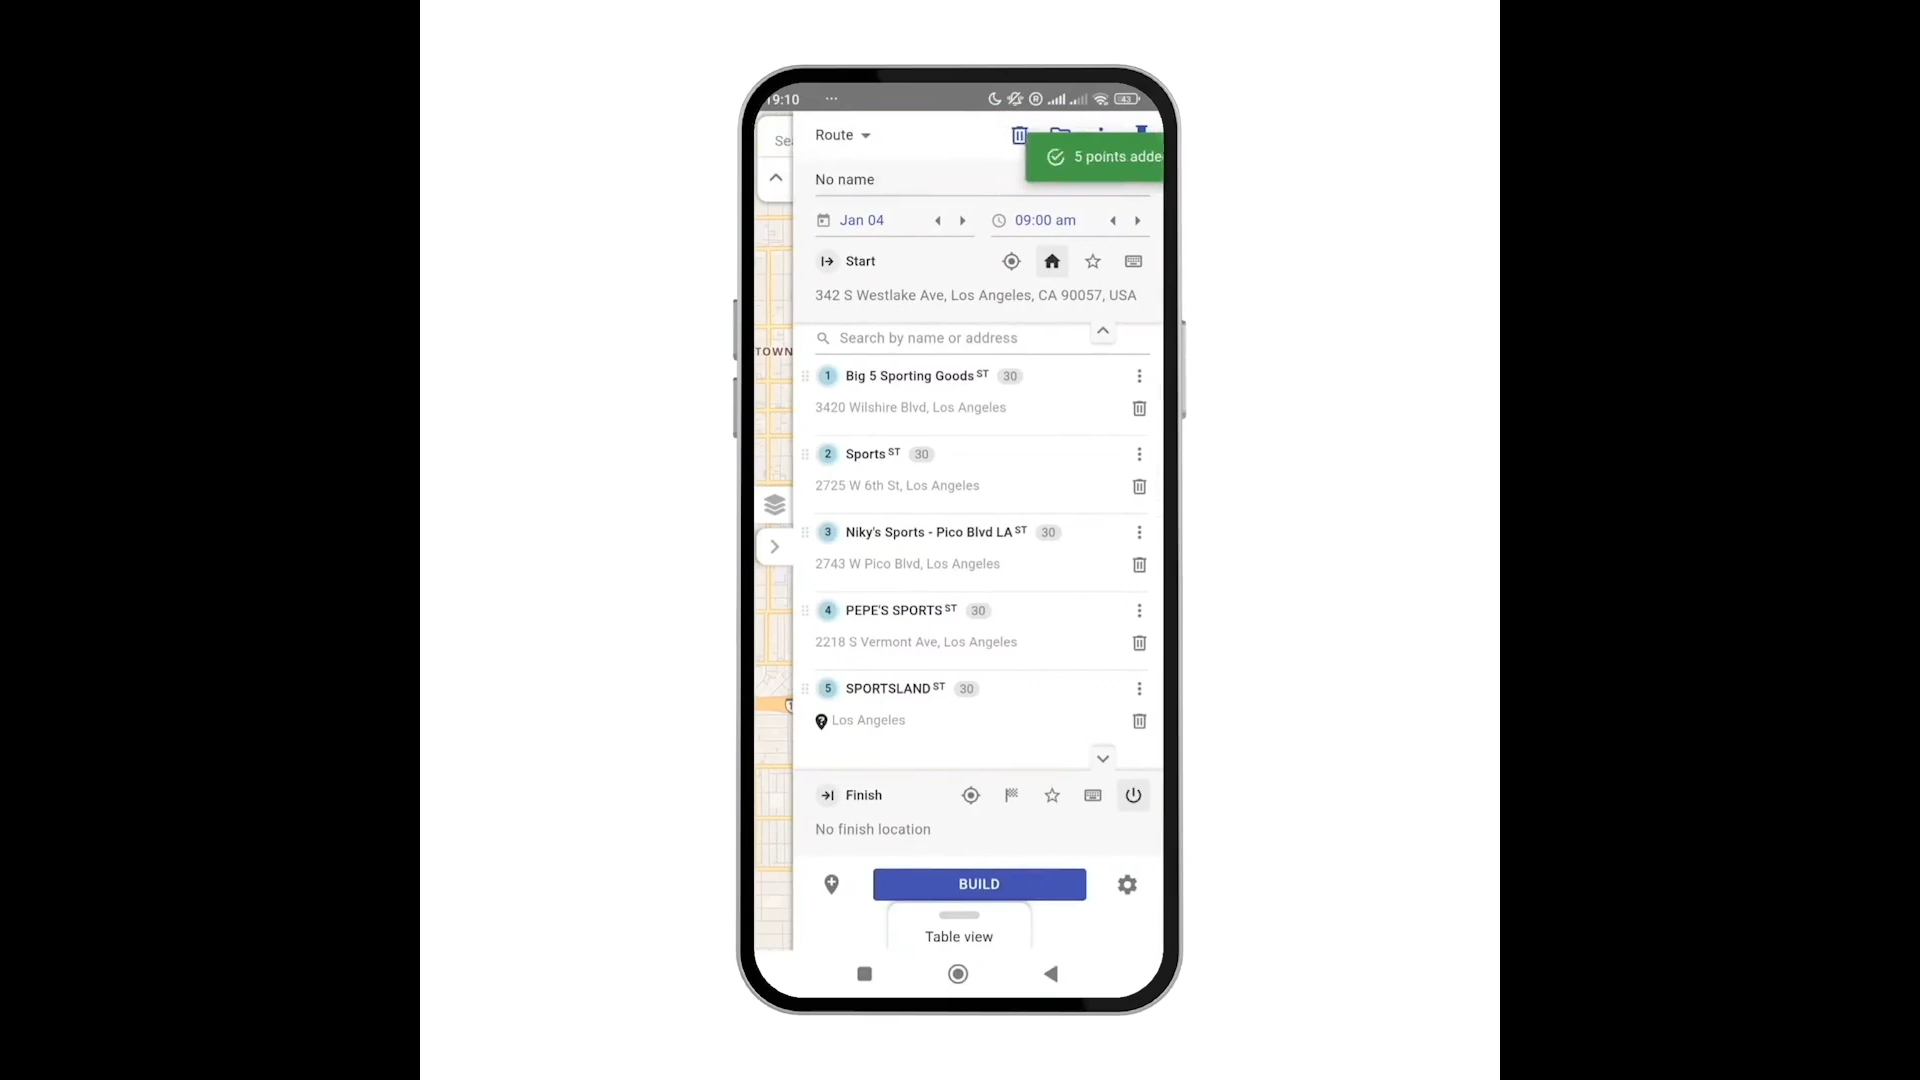 19:10 ... 43
Sea
Route
5 points adde
No name
Jan 04 09:00 am
Start
342 S Westlake Ave, Los Angeles, CA 90057, USA
TOWN
Search by name or address
1 Big 5 Sporting Goods ST 30
3420 Wilshire Blvd, Los Angeles
2 Sports ST 30
2725 W 6th St, Los Angeles
3 Niky's Sports - Pico Blvd LA ST 30
2743 W Pico Blvd, Los Angeles
4 PEPE'S SPORTS ST 30
2218 S Vermont Ave, Los Angeles
5 SPORTSLAND ST 30
Los Angeles
Finish
No finish location
BUILD
Table view